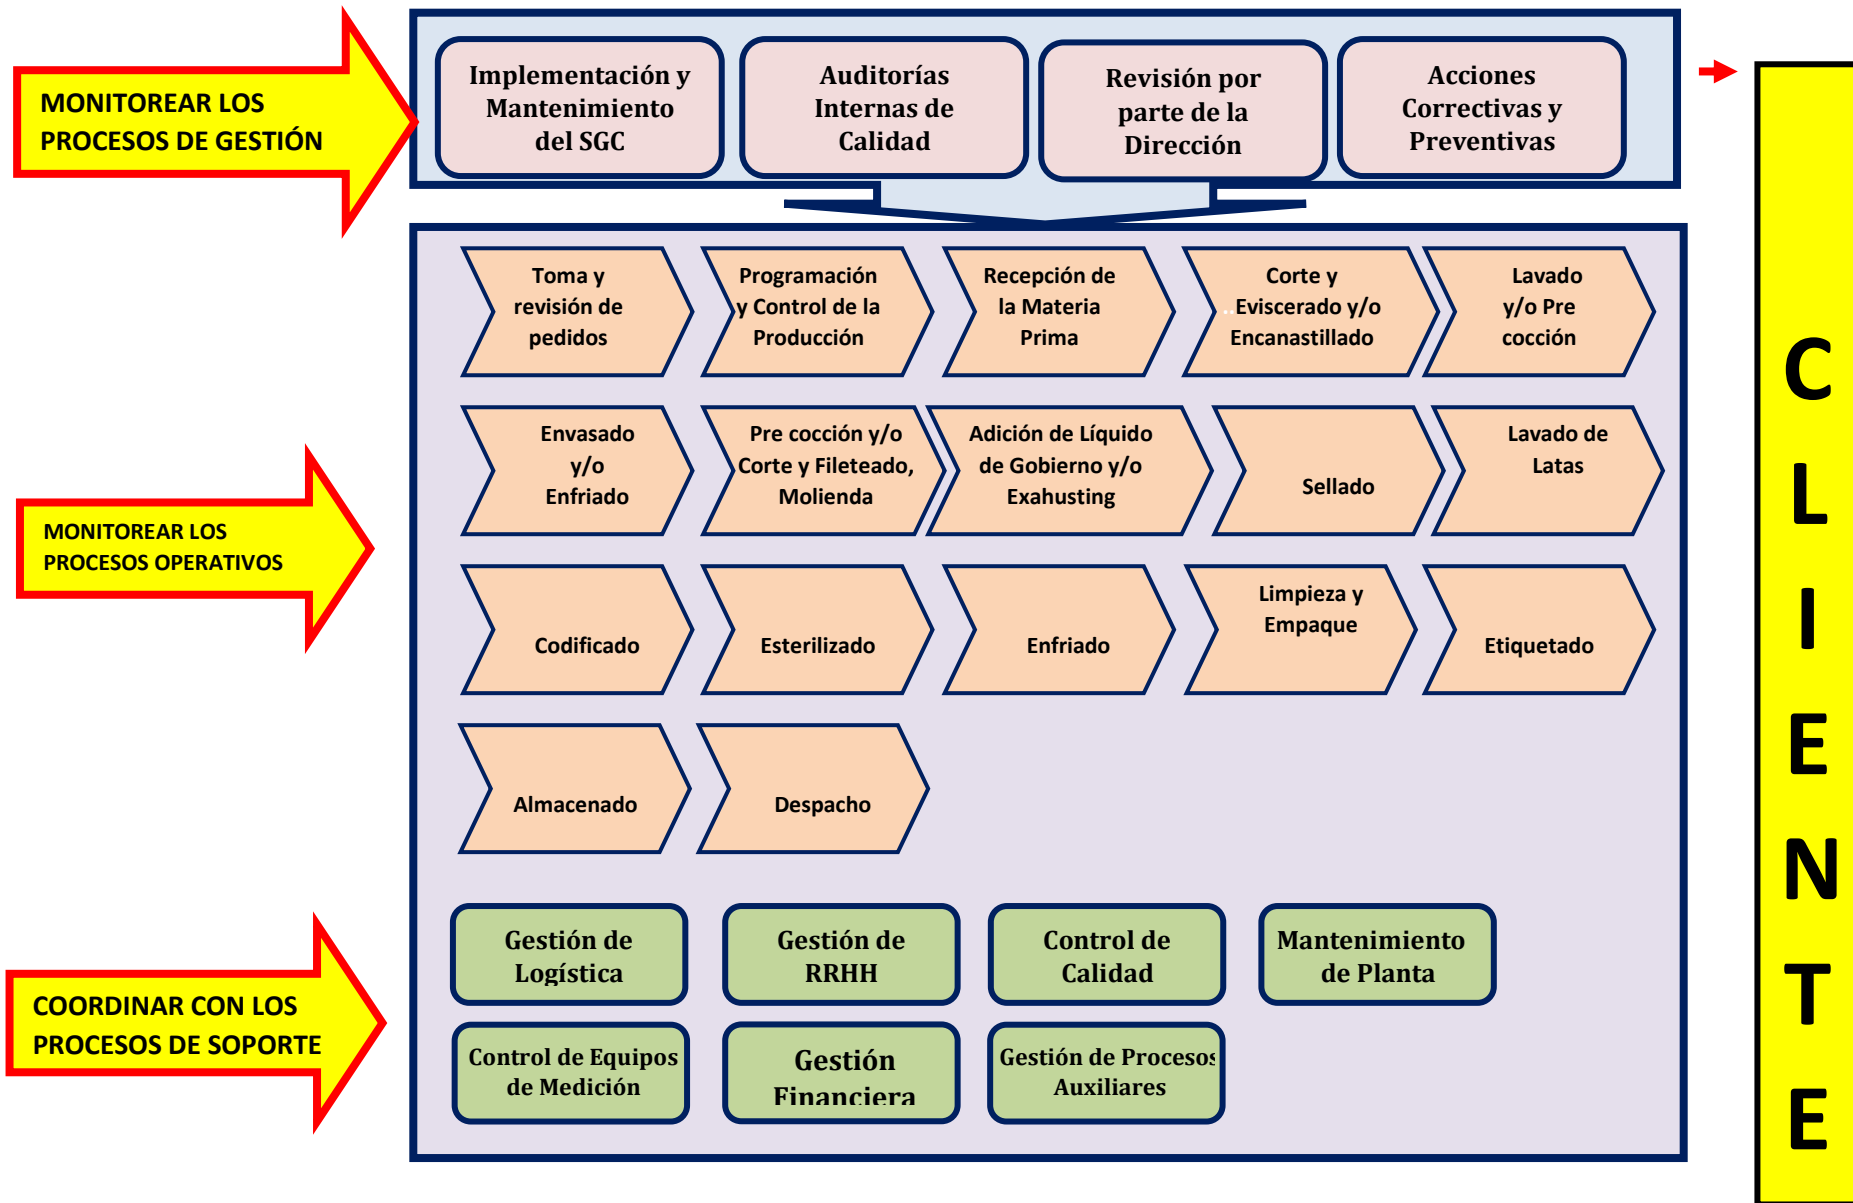 MONITOREAR LOS
PROCESOS DE GESTIÓN
Implementación y
Mantenimiento
del SGC
Auditorías
Internas de
Calidad
Revisión por
parte de la
Dirección
Acciones
Correctivas y
Preventivas
MONITOREAR LOS
PROCESOS OPERATIVOS
Toma y
revisión de
pedidos
Programación
y Control de la
Producción
Recepción de
la Materia
Prima
Corte y
..Eviscerado y/o
Encanastillado
Lavado
y/o Pre
cocción
Envasado
y/o
Enfriado
Pre cocción y/o
Corte y Fileteado,
Molienda
Adición de Líquido
de Gobierno y/o
Exahusting
Sellado
Lavado de
Latas
Codificado
Esterilizado
Enfriado
Limpieza y
Empaque
Etiquetado
Almacenado
Despacho
COORDINAR CON LOS
PROCESOS DE SOPORTE
Gestión de
Logística
Gestión de
RRHH
Control de
Calidad
Mantenimiento
de Planta
Control de Equipos
de Medición
Gestión
Financiera
Gestión de Procesos
Auxiliares
C
L
I
E
N
T
E